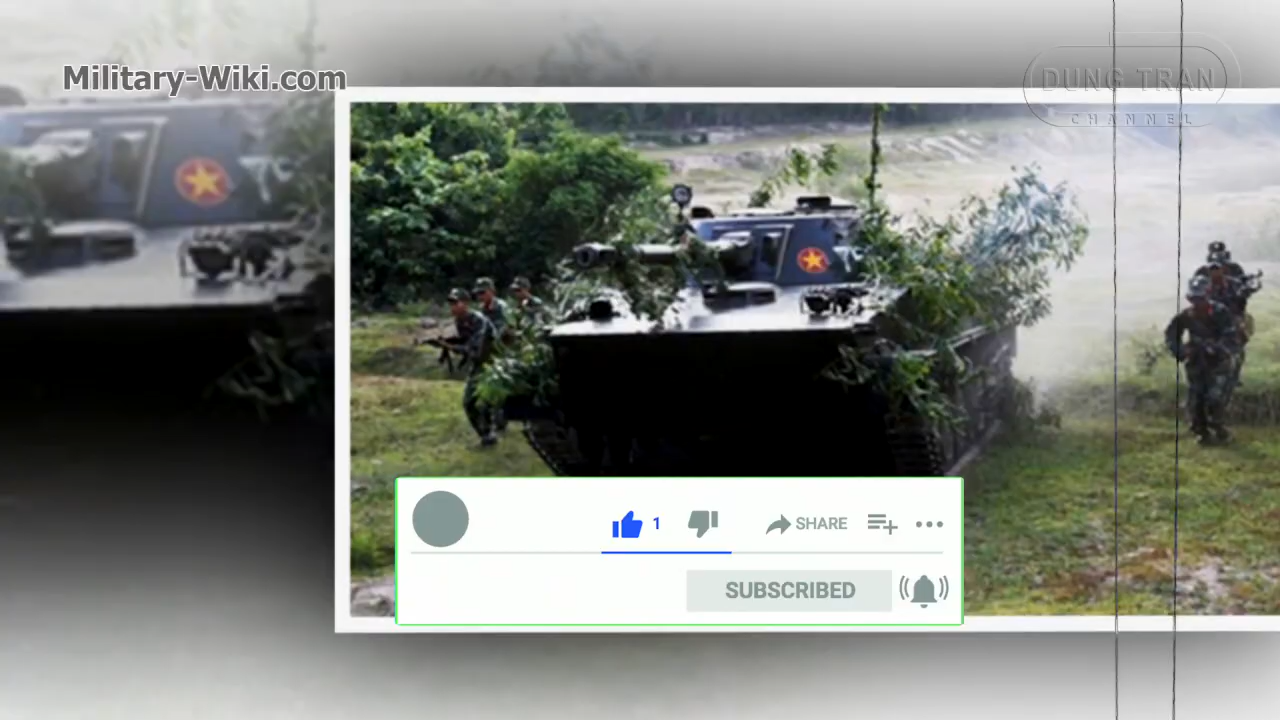 Military-Wiki.com
DUNG TRAN
CHANNEL
1
SHARE
SUBSCRIBED